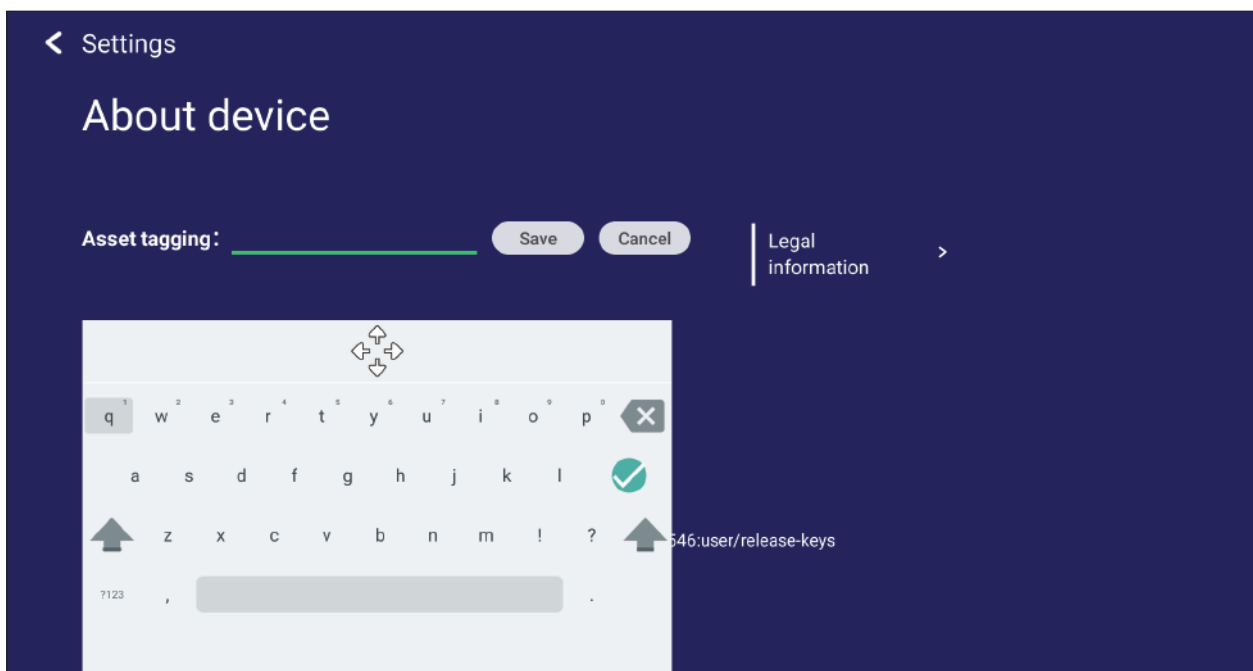 Settings
About device
Asset tagging:
Save
Cancel
Legal
information
q 1 w 2 e 3 r 4 t 5 y 6 u 7 i 8 o 9 p 0
a s d f g h j k l
z x c v b n m ! ?
546:user/release-keys
?123 , .